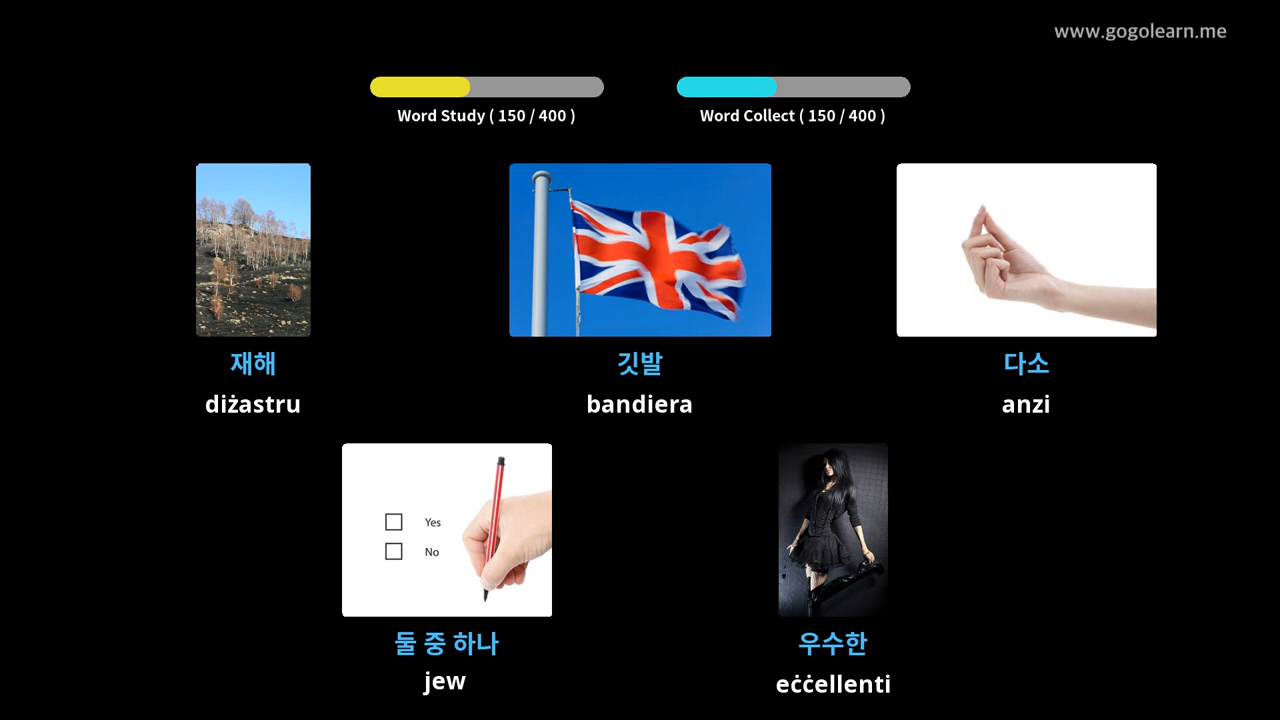 www.gogolearn.me
Word Study ( 150 / 400 )
Word Collect ( 150 / 400 )
재해
깃발
다소
diżastru
bandiera
anzi
Yes
No
둘 중 하나
우수한
jew
eċċellenti